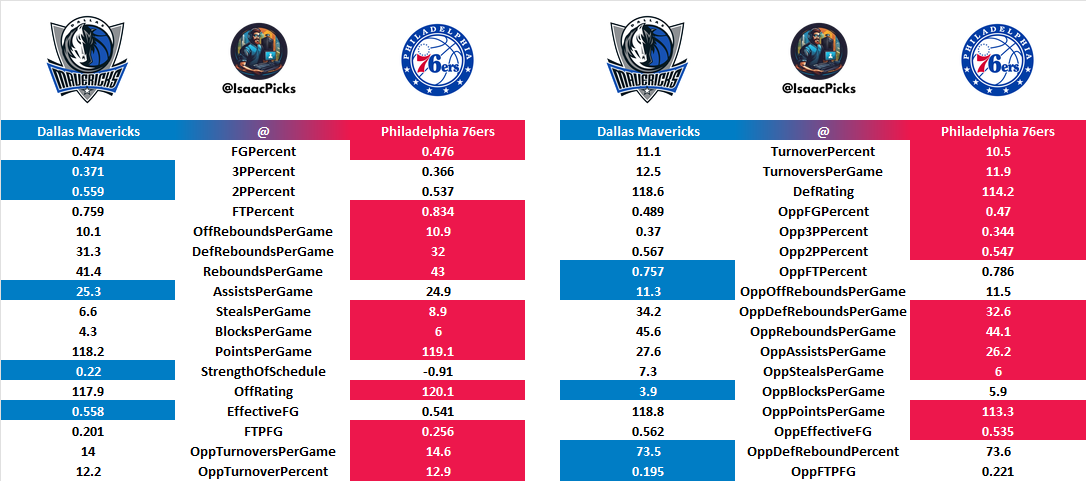 DALLAS
MAVERICKS
@IsaacPicks
PHILADELPHIA
76ers
DALLAS
MAVERICKS
@IsaacPicks
PHILADELPHIA
76ers
Dallas Mavericks @ Philadelphia 76ers
0.474 FGPercent 0.476
0.371 3PPercent 0.366
0.559 2PPercent 0.537
0.759 FTPercent 0.834
10.1 OffReboundsPerGame 10.9
31.3 DefReboundsPerGame 32
41.4 ReboundsPerGame 43
25.3 AssistsPerGame 24.9
6.6 StealsPerGame 8.9
4.3 BlocksPerGame 6
118.2 PointsPerGame 119.1
0.22 StrengthOfSchedule -0.91
117.9 OffRating 120.1
0.558 EffectiveFG 0.541
0.201 FTPFG 0.256
14 OppTurnoversPerGame 14.6
12.2 OppTurnoverPercent 12.9
Dallas Mavericks @ Philadelphia 76ers
11.1 TurnoverPercent 10.5
12.5 TurnoversPerGame 11.9
118.6 DefRating 114.2
0.489 OppFGPercent 0.47
0.37 Opp3PPercent 0.344
0.567 Opp2PPercent 0.547
0.757 OppFTPercent 0.786
11.3 OppOffReboundsPerGame 11.5
34.2 OppDefReboundsPerGame 32.6
45.6 OppReboundsPerGame 44.1
27.6 OppAssistsPerGame 26.2
7.3 OppStealsPerGame 6
3.9 OppBlocksPerGame 5.9
118.8 OppPointsPerGame 113.3
0.562 OppEffectiveFG 0.535
73.5 OppDefReboundPercent 73.6
0.195 OppFTPFG 0.221